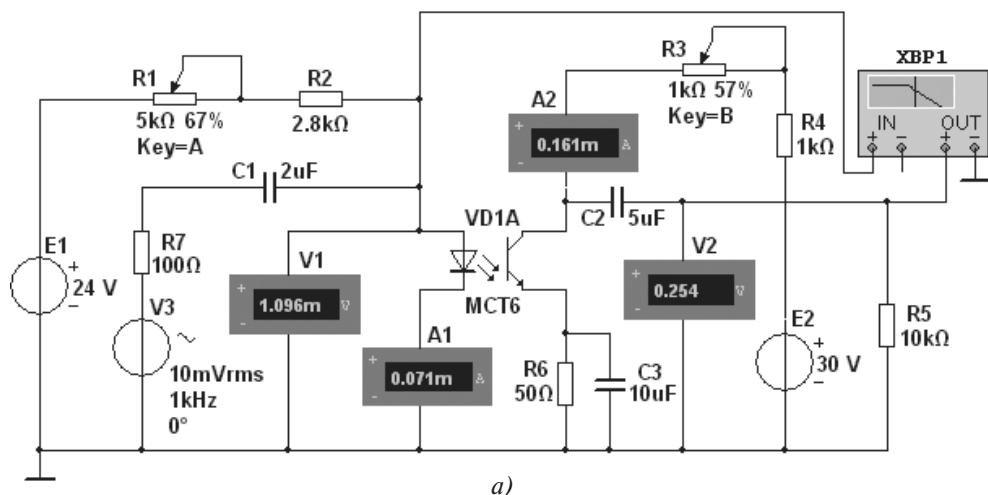 R1
5kΩ 67%
Key=A
R2
2.8kΩ
C1
2uF
R7
100Ω
E1
+
24 V
−
V3
10mVrms
1kHz
0°
V1
+
1.096m
V
-
A1
+
0.071m
A
-
VD1A
MCT6
A2
+
0.161m
A
-
R3
1kΩ 57%
Key=B
C2
5uF
V2
+
0.254
V
-
R6
50Ω
C3
10uF
R4
1kΩ
E2
+
30 V
−
R5
10kΩ
XBP1
IN
OUT
+ − + −
a)